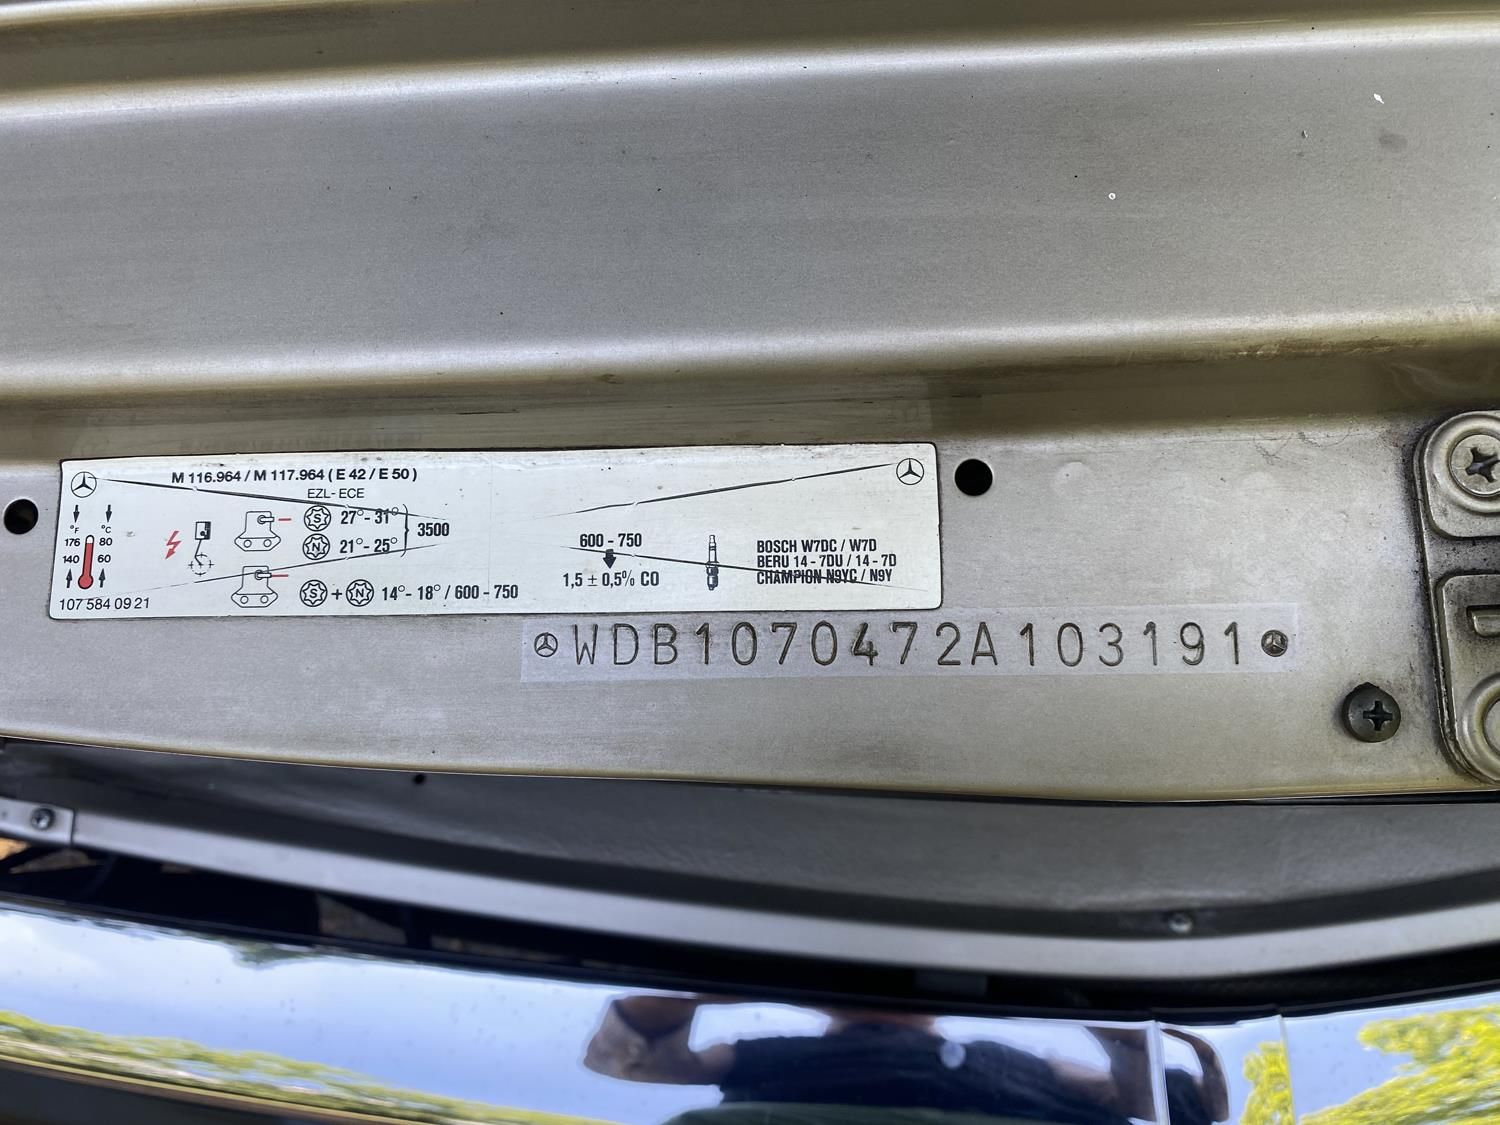 M 116.964 / M 117.964 ( E 42 / E 50 )
EZL- ECE
°F °C
176 80
140 60
S 27° - 31°
N 21° - 25°
3500
S + N 14° - 18° / 600 - 750
600 - 750
1,5 ± 0,5% CO
BOSCH W7DC / W7D
BERU 14 - 7DU / 14 - 7D
CHAMPION N9YC / N9Y
107 584 09 21
WDB1070472A103191